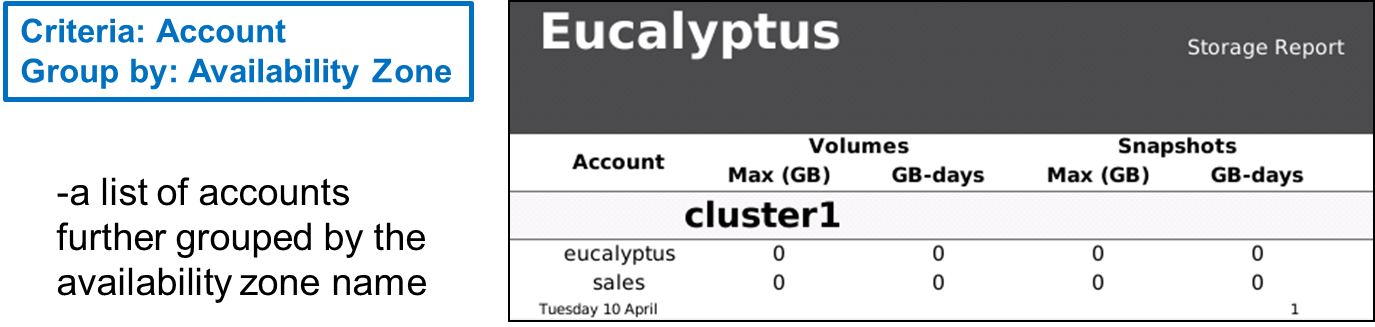 Criteria: Account
Group by: Availability Zone
-a list of accounts
further grouped by the
availability zone name
Eucalyptus
Storage Report
Account Volumes Snapshots
Max (GB) GB-days Max (GB) GB-days
cluster1
eucalyptus 0 0 0 0
sales 0 0 0 0
Tuesday 10 April 1